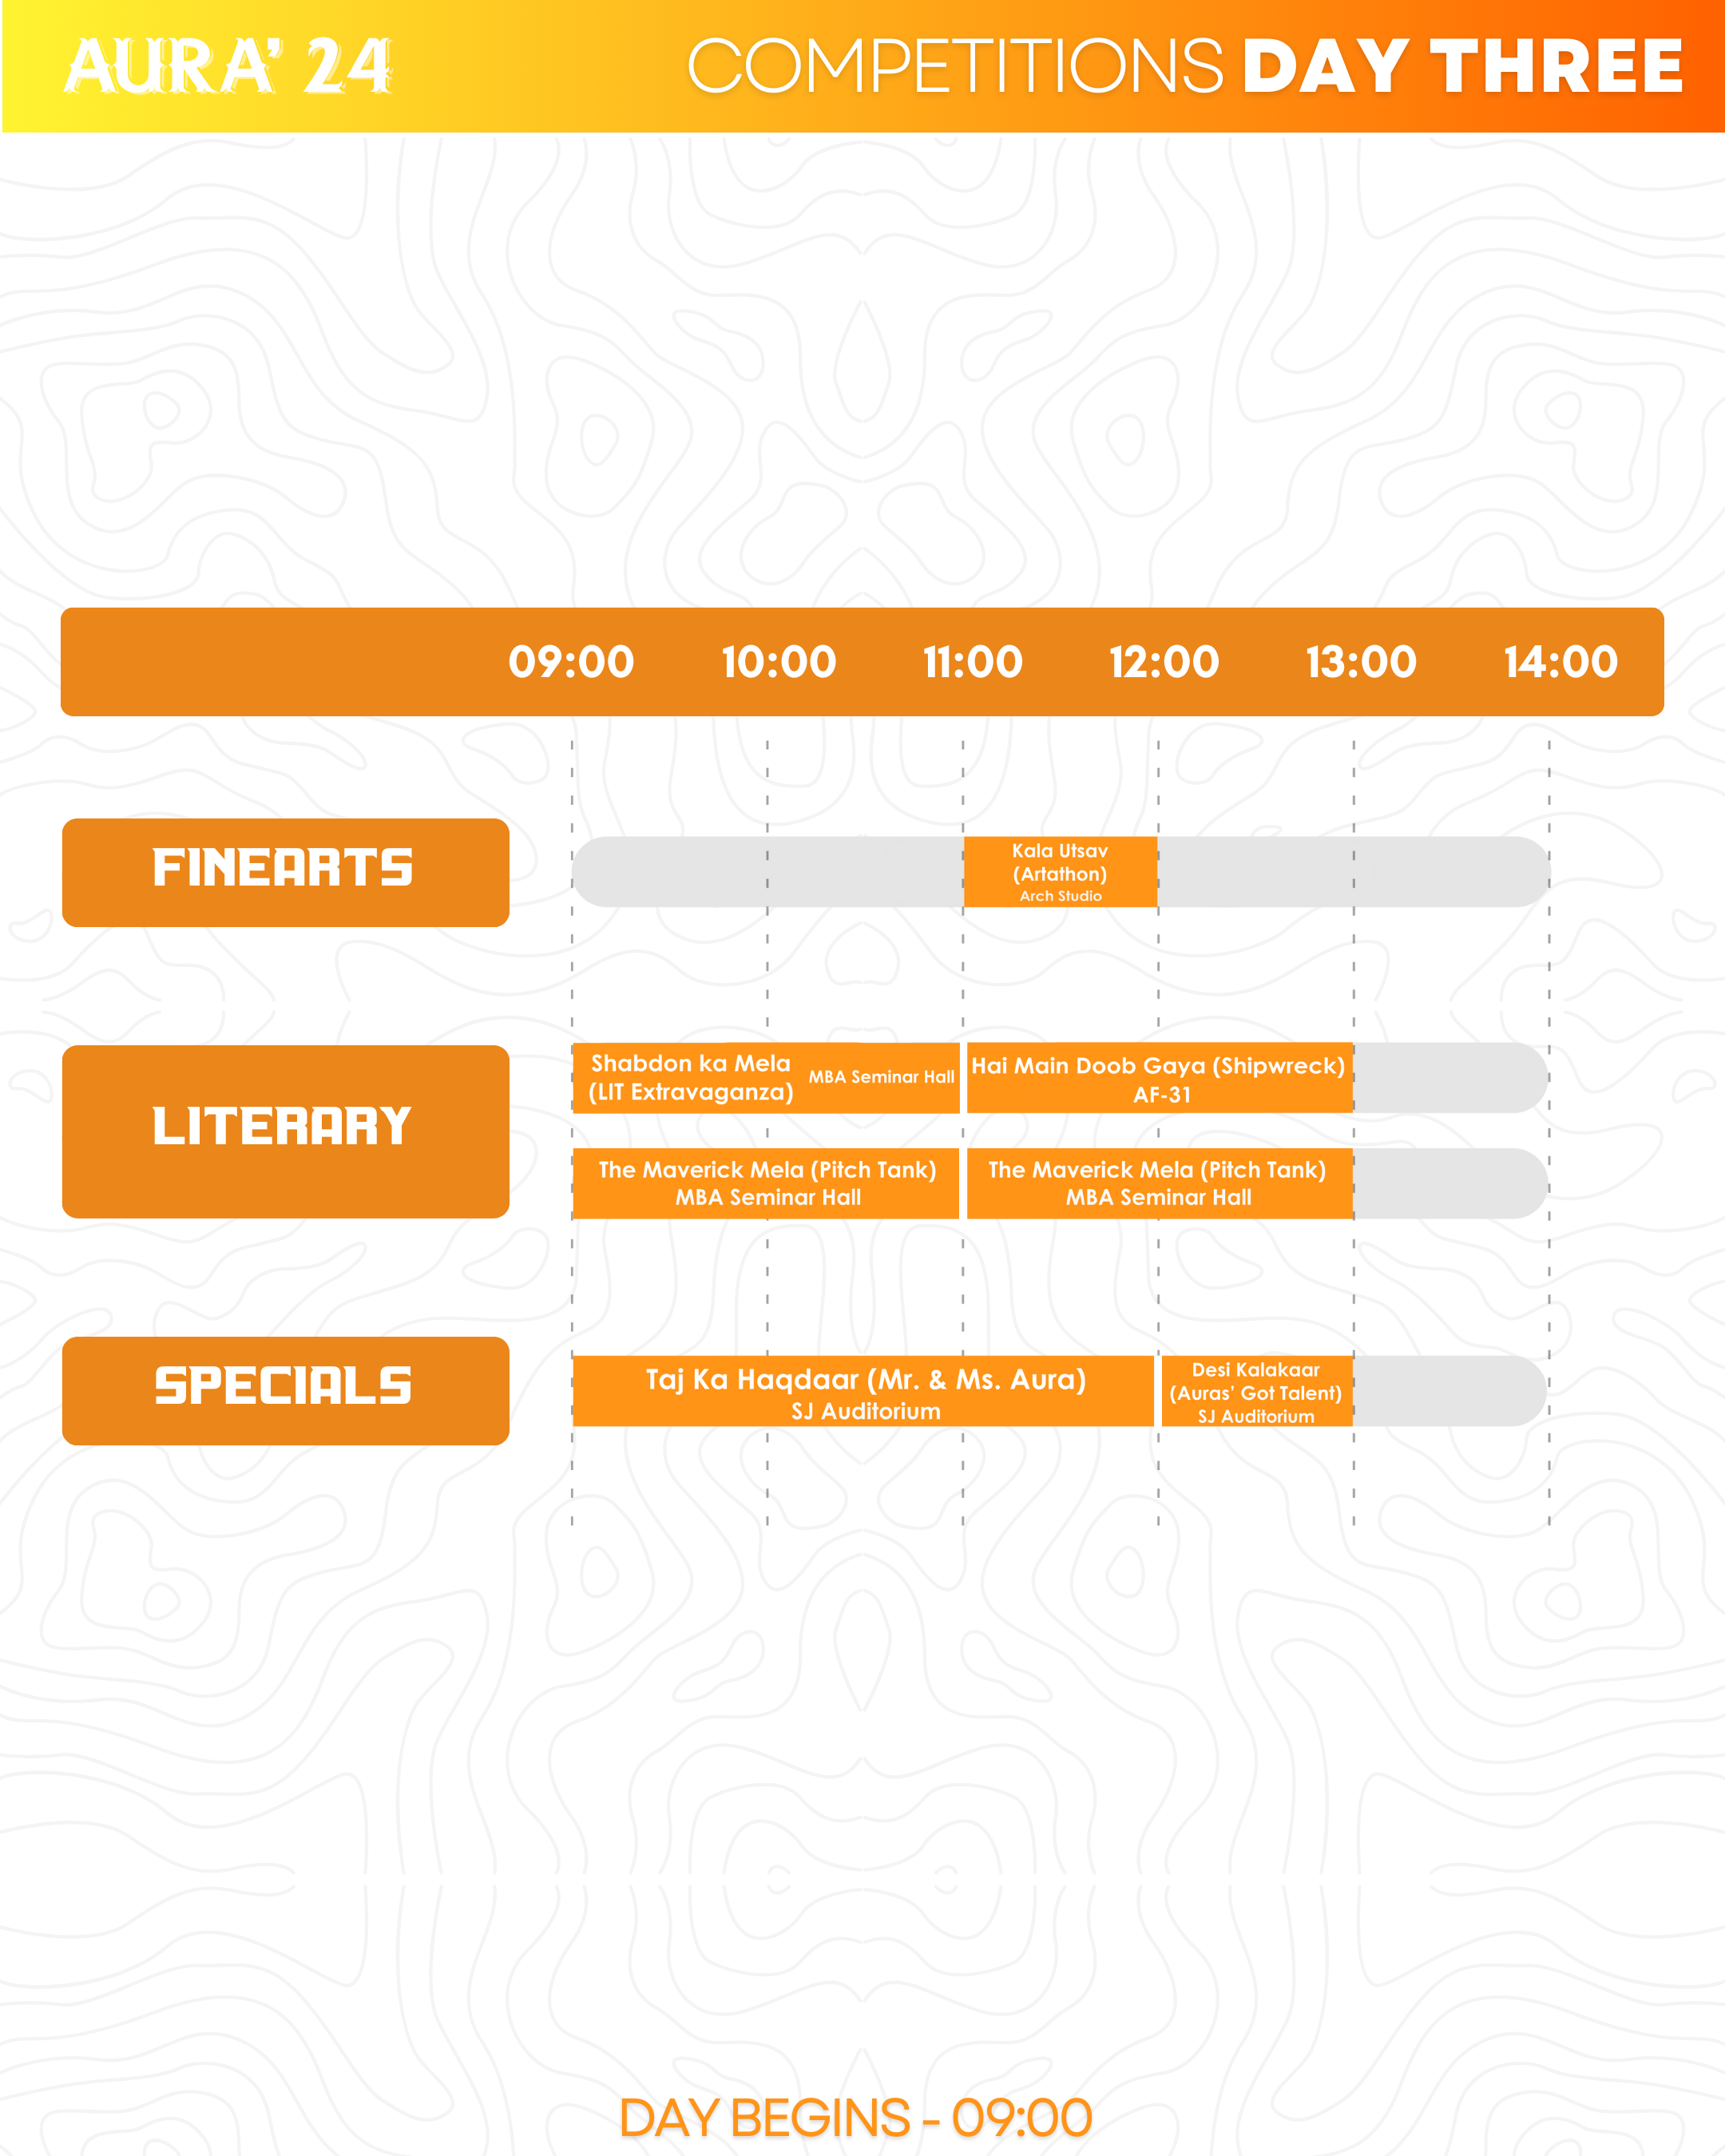 AURA' 24
COMPETITIONS DAY THREE
09:00 10:00 11:00 12:00 13:00 14:00
FINEARTS
Kala Utsav
(Artathon)
Arch Studio
LITERARY
Shabdon ka Mela
(LIT Extravaganza)
MBA Seminar Hall
Hai Main Doob Gaya (Shipwreck)
AF-31
The Maverick Mela (Pitch Tank)
MBA Seminar Hall
The Maverick Mela (Pitch Tank)
MBA Seminar Hall
SPECIALS
Taj Ka Haqdaar (Mr. & Ms. Aura)
SJ Auditorium
Desi Kalakaar
(Auras' Got Talent)
SJ Auditorium
DAY BEGINS - 09:00